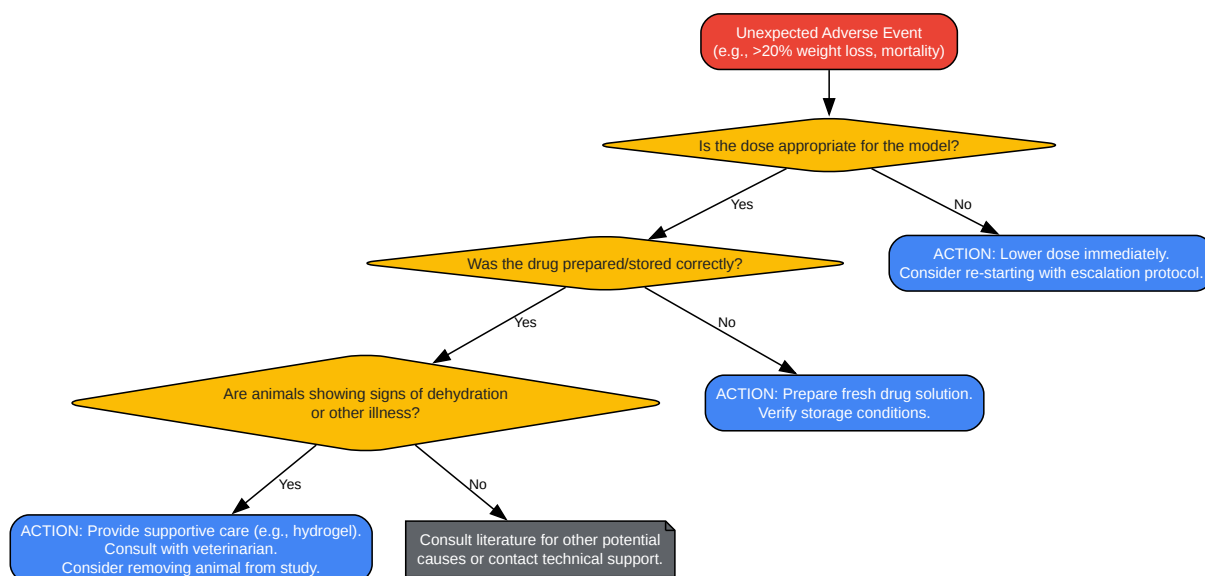 Unexpected Adverse Event
(e.g., >20% weight loss, mortality)
Is the dose appropriate for the model?
Yes
No
ACTION: Lower dose immediately.
Consider re-starting with escalation protocol.
Was the drug prepared/stored correctly?
Yes
No
ACTION: Prepare fresh drug solution.
Verify storage conditions.
Are animals showing signs of dehydration
or other illness?
Yes
No
ACTION: Provide supportive care (e.g., hydrogel).
Consult with veterinarian.
Consider removing animal from study.
Consult literature for other potential
causes or contact technical support.